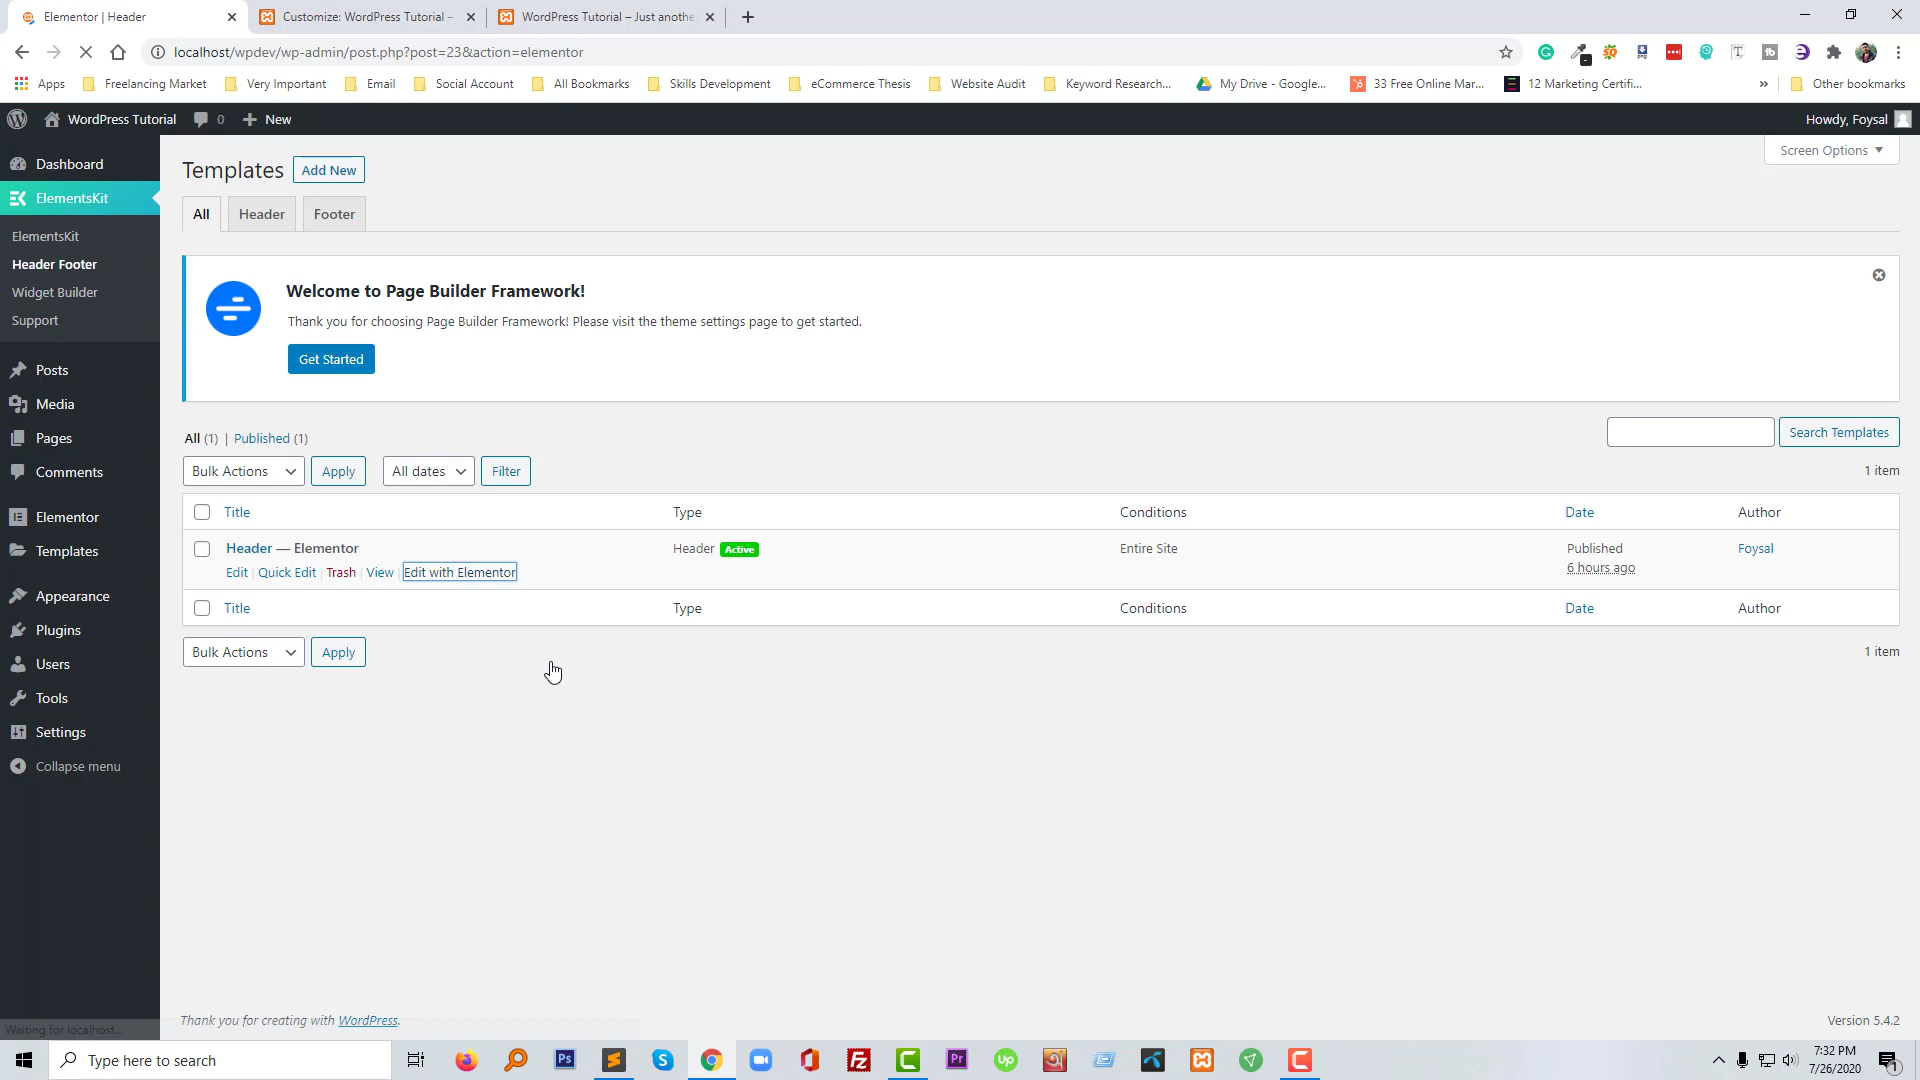 Elementor | Header
Customize: WordPress Tutorial –
WordPress Tutorial – Just anothe
localhost/wpdev/wp-admin/post.php?post=23&action=elementor
Apps
Freelancing Market
Very Important
Email
Social Account
All Bookmarks
Skills Development
eCommerce Thesis
Website Audit
Keyword Research...
My Drive - Google...
33 Free Online Mar...
12 Marketing Certifi...
»
Other bookmarks
WordPress Tutorial
0
New
Howdy, Foysal
Dashboard
ElementsKit
ElementsKit
Header Footer
Widget Builder
Support
Posts
Media
Pages
Comments
Elementor
Templates
Appearance
Plugins
Users
Tools
Settings
Collapse menu
Waiting for localhost...
Screen Options
Templates
Add New
All
Header
Footer
Welcome to Page Builder Framework!
Thank you for choosing Page Builder Framework! Please visit the theme settings page to get started.
Get Started
All (1) | Published (1)
Search Templates
Bulk Actions
Apply
All dates
Filter
1 item
Title
Type
Conditions
Date
Author
Header — Elementor
Header Active
Entire Site
Published
6 hours ago
Foysal
Edit | Quick Edit | Trash | View | Edit with Elementor
Title
Type
Conditions
Date
Author
Bulk Actions
Apply
1 item
Thank you for creating with WordPress.
Version 5.4.2
Type here to search
Ps
Pr
Up
7:32 PM
7/26/2020
1